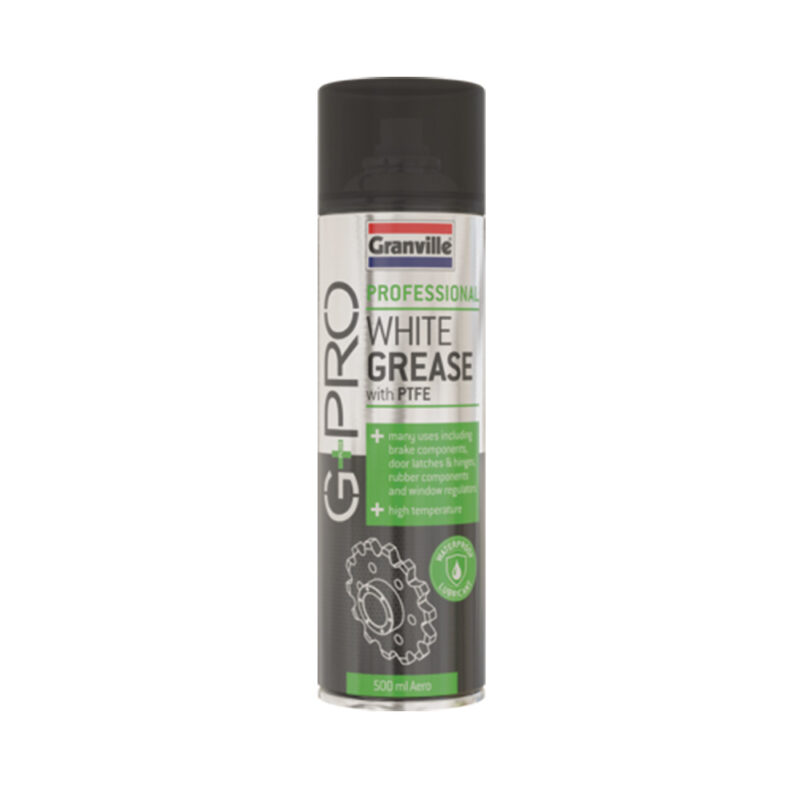 Granville
PROFESSIONAL
WHITE
GREASE
with PTFE
G+PRO
+ many uses including
brake components,
door latches & hinges,
rubber components
and window regulators
+ high temperature
WATERPROOF
LUBRICANT
500 ml Aero